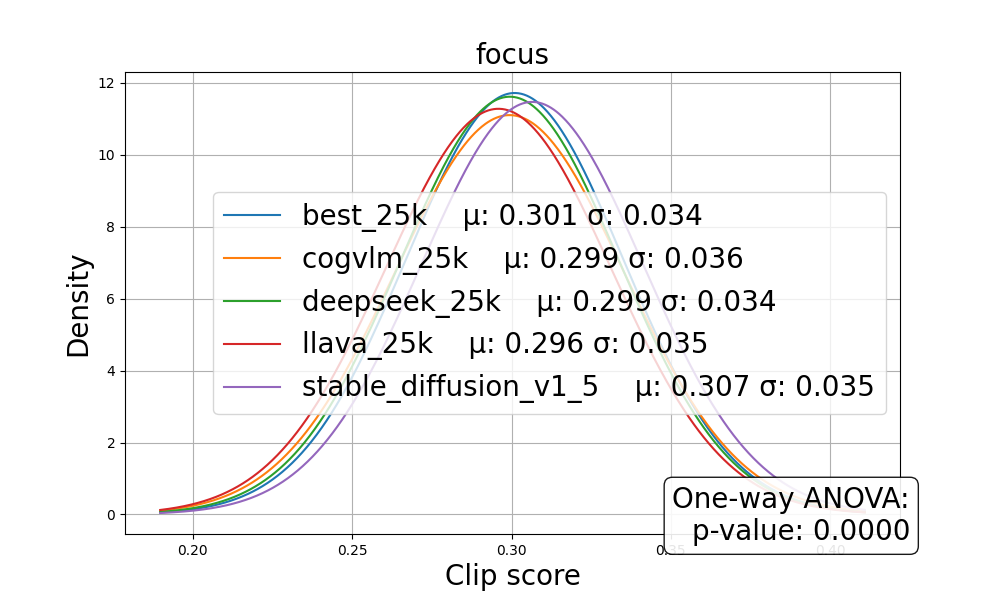 focus
12
10
8
6
4
2
0
Density
best_25k μ: 0.301 σ: 0.034
cogvlm_25k μ: 0.299 σ: 0.036
deepseek_25k μ: 0.299 σ: 0.034
llava_25k μ: 0.296 σ: 0.035
stable_diffusion_v1_5 μ: 0.307 σ: 0.035
One-way ANOVA:
p-value: 0.0000
0.20 0.25 0.30 0.35 0.40
Clip score